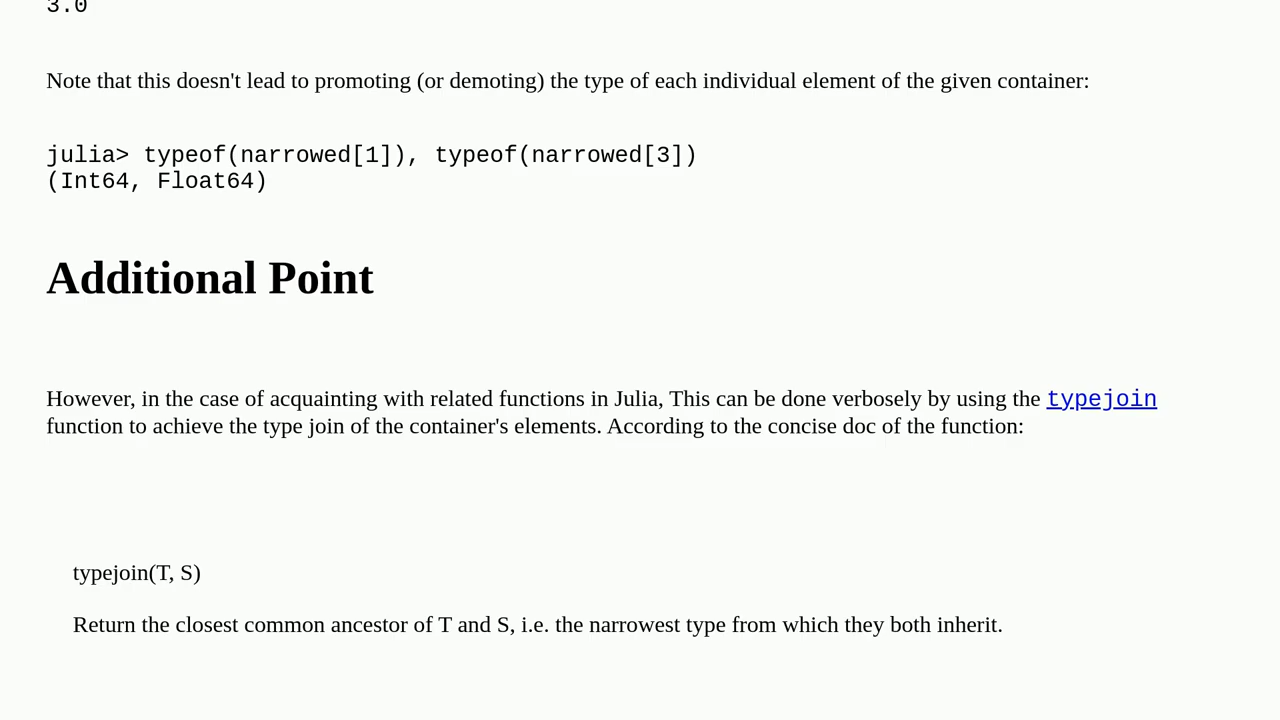 3.0
Note that this doesn't lead to promoting (or demoting) the type of each individual element of the given container:
julia> typeof(narrowed[1]), typeof(narrowed[3])
(Int64, Float64)
Additional Point
However, in the case of acquainting with related functions in Julia, This can be done verbosely by using the typejoin
function to achieve the type join of the container's elements. According to the concise doc of the function:
typejoin(T, S)
Return the closest common ancestor of T and S, i.e. the narrowest type from which they both inherit.